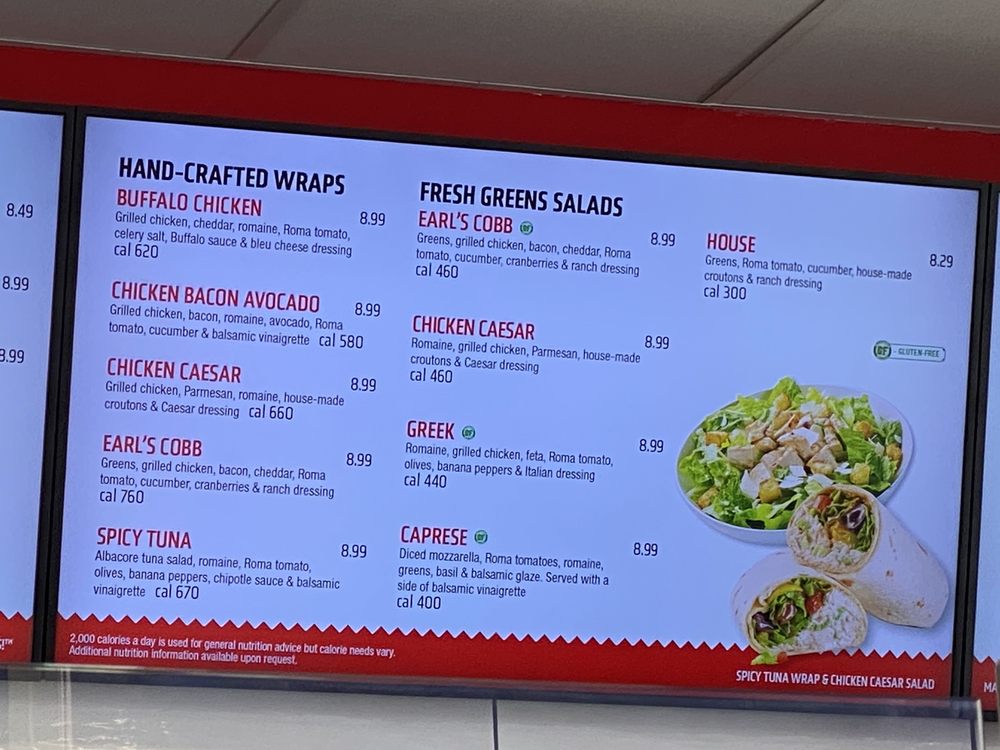 8.49
8.99
8.99
HAND-CRAFTED WRAPS
BUFFALO CHICKEN 8.99
Grilled chicken, cheddar, romaine, Roma tomato,
celery salt, Buffalo sauce & bleu cheese dressing
cal 620
CHICKEN BACON AVOCADO 8.99
Grilled chicken, bacon, romaine, avocado, Roma
tomato, cucumber & balsamic vinaigrette cal 580
CHICKEN CAESAR 8.99
Grilled chicken, Parmesan, romaine, house-made
croutons & Caesar dressing cal 660
EARL'S COBB 8.99
Greens, grilled chicken, bacon, cheddar, Roma
tomato, cucumber, cranberries & ranch dressing
cal 760
SPICY TUNA 8.99
Albacore tuna salad, romaine, Roma tomato,
olives, banana peppers, chipotle sauce & balsamic
vinaigrette cal 670
FRESH GREENS SALADS
EARL'S COBB GF 8.99
Greens, grilled chicken, bacon, cheddar, Roma
tomato, cucumber, cranberries & ranch dressing
cal 460
CHICKEN CAESAR 8.99
Romaine, grilled chicken, Parmesan, house-made
croutons & Caesar dressing
cal 460
GREEK GF 8.99
Romaine, grilled chicken, feta, Roma tomato,
olives, banana peppers & Italian dressing
cal 440
CAPRESE GF 8.99
Diced mozzarella, Roma tomatoes, romaine,
greens, basil & balsamic glaze. Served with a
side of balsamic vinaigrette
cal 400
HOUSE 8.29
Greens, Roma tomato, cucumber, house-made
croutons & ranch dressing
cal 300
GF - GLUTEN-FREE
2,000 calories a day is used for general nutrition advice but calorie needs vary.
Additional nutrition information available upon request.
SPICY TUNA WRAP & CHICKEN CAESAR SALAD
MA